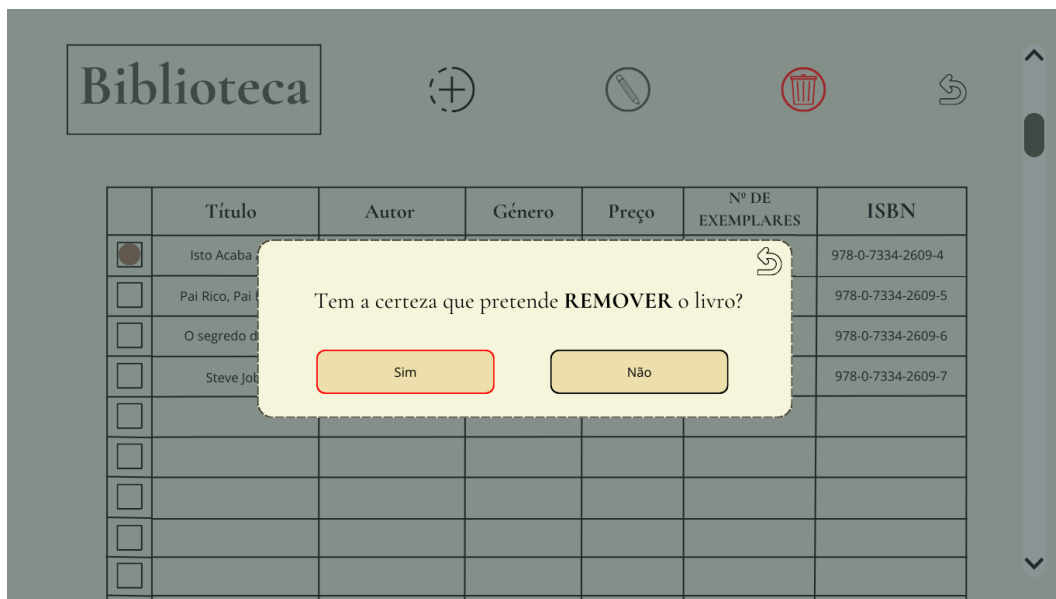 Biblioteca
Título Autor Género Preço Nº DE EXEMPLARES ISBN
Isto Acaba 978-0-7334-2609-4
Pai Rico, Pai 978-0-7334-2609-5
O segredo 978-0-7334-2609-6
Steve 978-0-7334-2609-7
Tem a certeza que pretende REMOVER o livro?
Sim Não